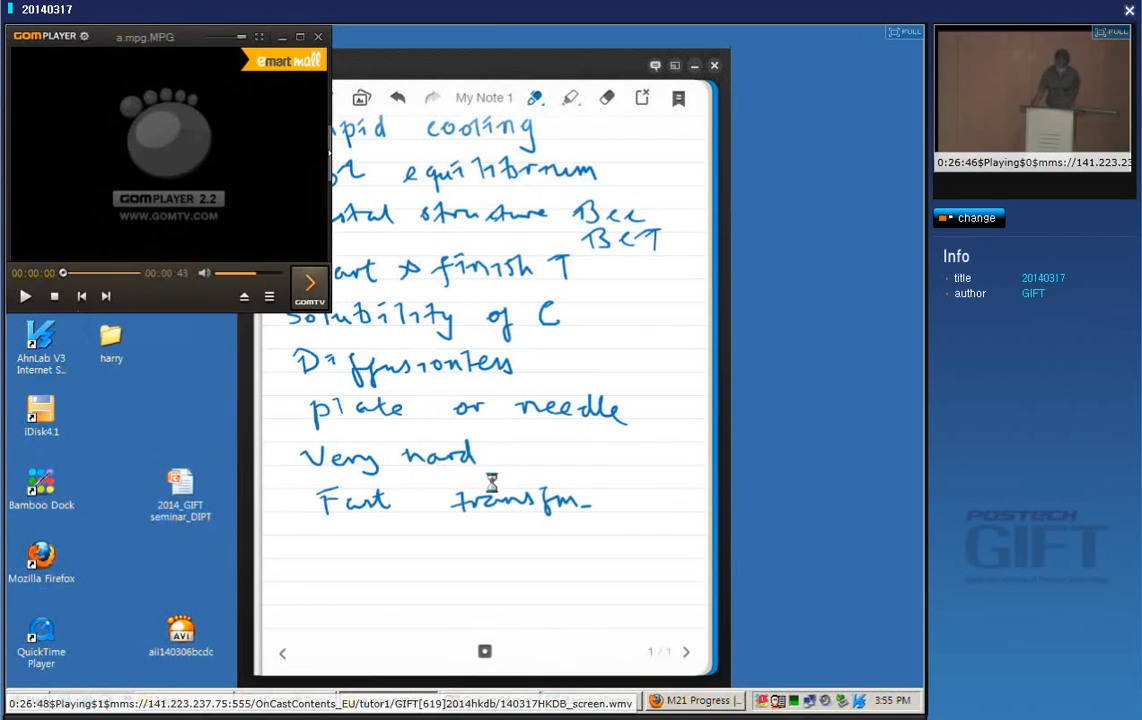 20140317
GOMPLAYER
a.mpg.MPG
emart mall
GOMPLAYER 2.2
WWW.GOMTV.COM
00:00:00
00:00:43
GOMTV
My Note 1
pid cooling
equilibrium
stal structure BCC
BCT
art & finish T
Solubility of C
Diffusionless
plate or needle
Very hard
Fast transfm_
1 / 1
AhnLab V3
Internet S...
harry
iDisk4.1
Bamboo Dock
2014_GIFT
seminar_DIPT
Mozilla Firefox
QuickTime
Player
all140306bcdc
0:26:48$Playing$1$mms://141.223.237.75:555/OnCastContents_EU/tutor1/GIFT[619]2014hkdb/140317HKDB_screen.wmv
M21 Progress |...
3:55 PM
FULL
FULL
0:26:46$Playing$0$mms://141.223.23
change
Info
title 20140317
author GIFT
POSTECH
GIFT